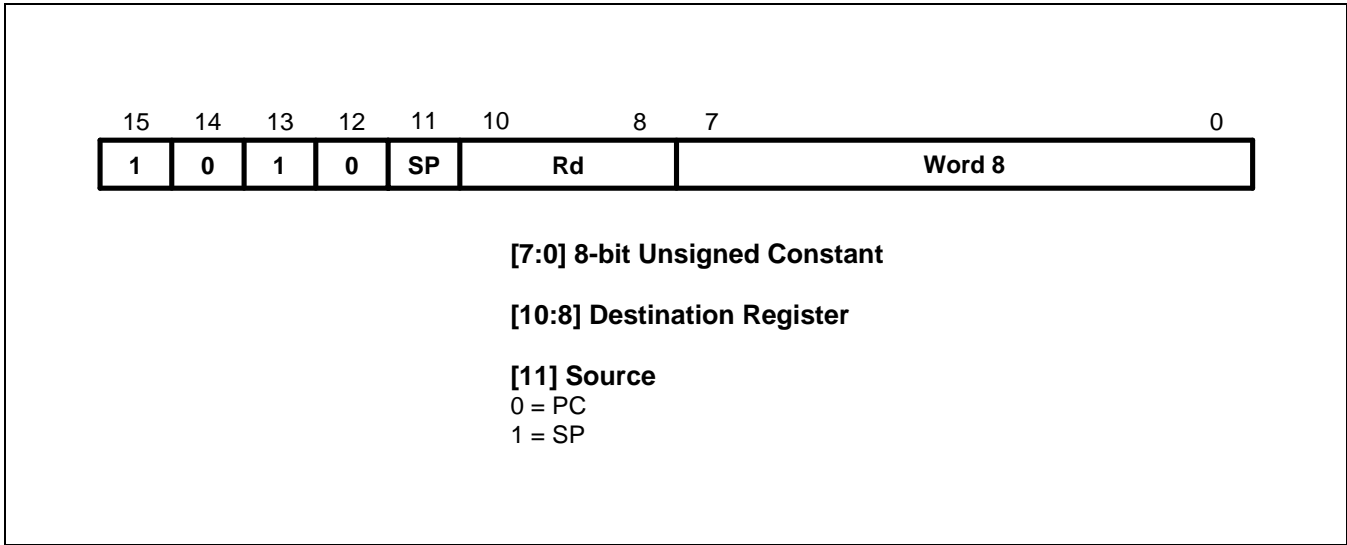 15 14 13 12 11 10 8 7 0
1 0 1 0 SP Rd Word 8
[7:0] 8-bit Unsigned Constant
[10:8] Destination Register
[11] Source
0 = PC
1 = SP